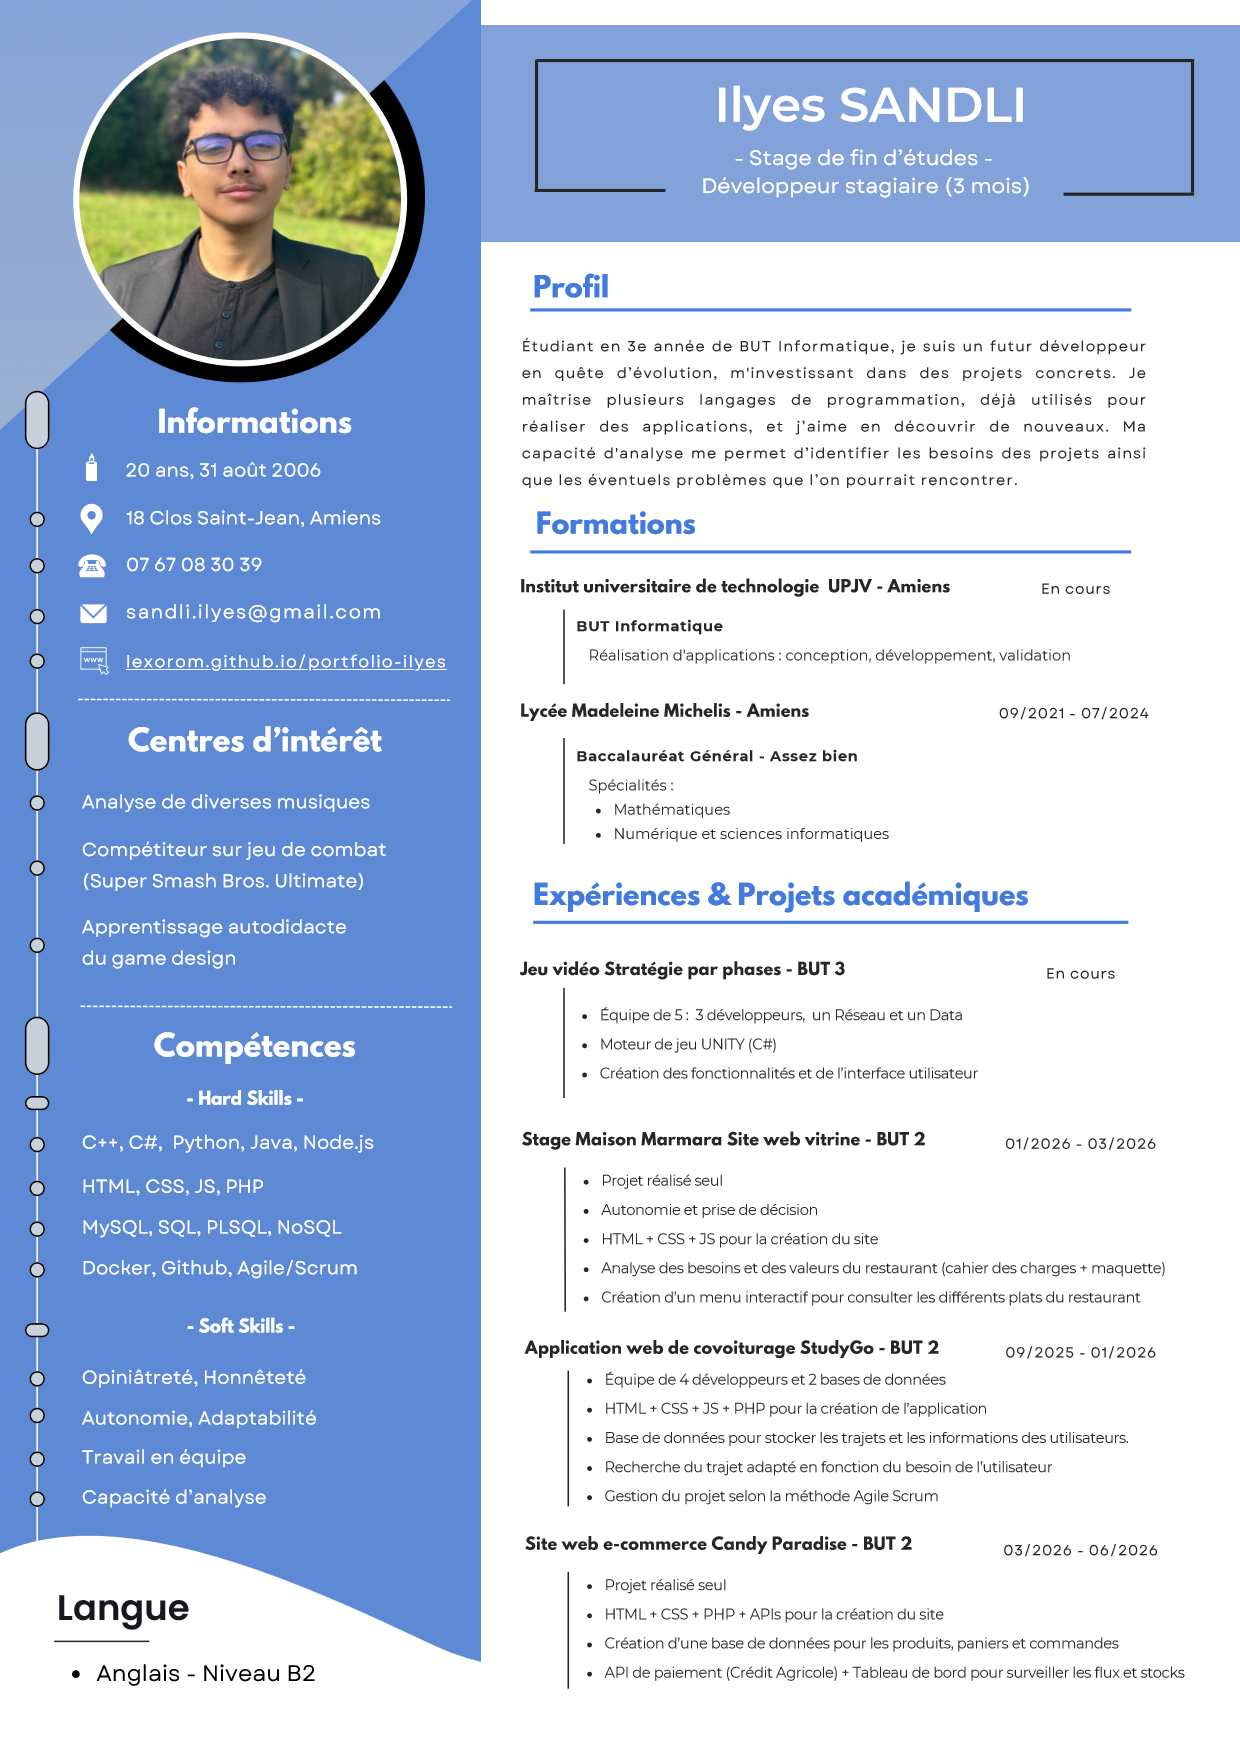 Ilyes SANDLI
- Stage de fin d’études -
Développeur stagiaire (3 mois)
Informations
20 ans, 31 août 2006
18 Clos Saint-Jean, Amiens
07 67 08 30 39
sandli.ilyes@gmail.com
www
lexorom.github.io/portfolio-ilyes
Centres d’intérêt
Analyse de diverses musiques
Compétiteur sur jeu de combat
(Super Smash Bros. Ultimate)
Apprentissage autodidacte
du game design
Compétences
- Hard Skills -
C++, C#,  Python, Java, Node.js
HTML, CSS, JS, PHP
MySQL, SQL, PLSQL, NoSQL
Docker, Github, Agile/Scrum
- Soft Skills -
Opiniâtreté, Honnêteté
Autonomie, Adaptabilité
Travail en équipe
Capacité d’analyse
Langue
• Anglais - Niveau B2
Profil
Étudiant en 3e année de BUT Informatique, je suis un futur développeur
en quête d’évolution, m'investissant dans des projets concrets. Je
maîtrise plusieurs langages de programmation, déjà utilisés pour
réaliser des applications, et j’aime en découvrir de nouveaux. Ma
capacité d'analyse me permet d’identifier les besoins des projets ainsi
que les éventuels problèmes que l’on pourrait rencontrer.
Formations
Institut universitaire de technologie  UPJV - Amiens En cours
BUT Informatique
Réalisation d'applications : conception, développement, validation
Lycée Madeleine Michelis - Amiens 09/2021 - 07/2024
Baccalauréat Général - Assez bien
Spécialités :
• Mathématiques
• Numérique et sciences informatiques
Expériences & Projets académiques
Jeu vidéo Stratégie par phases - BUT 3 En cours
• Équipe de 5 :  3 développeurs,  un Réseau et un Data
• Moteur de jeu UNITY (C#)
• Création des fonctionnalités et de l’interface utilisateur
Stage Maison Marmara Site web vitrine - BUT 2 01/2026 - 03/2026
• Projet réalisé seul
• Autonomie et prise de décision
• HTML + CSS + JS pour la création du site
• Analyse des besoins et des valeurs du restaurant (cahier des charges + maquette)
• Création d’un menu interactif pour consulter les différents plats du restaurant
Application web de covoiturage StudyGo - BUT 2 09/2025 - 01/2026
• Équipe de 4 développeurs et 2 bases de données
• HTML + CSS + JS + PHP pour la création de l’application
• Base de données pour stocker les trajets et les informations des utilisateurs.
• Recherche du trajet adapté en fonction du besoin de l’utilisateur
• Gestion du projet selon la méthode Agile Scrum
Site web e-commerce Candy Paradise - BUT 2 03/2026 - 06/2026
• Projet réalisé seul
• HTML + CSS + PHP + APIs pour la création du site
• Création d’une base de données pour les produits, paniers et commandes
• API de paiement (Crédit Agricole) + Tableau de bord pour surveiller les flux et stocks